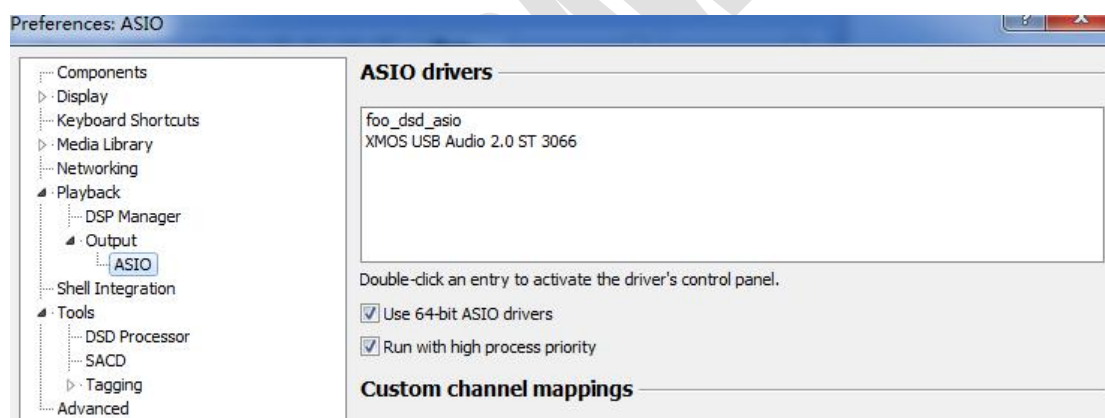 Preferences: ASIO
Components
Display
Keyboard Shortcuts
Media Library
Networking
Playback
DSP Manager
Output
ASIO
Shell Integration
Tools
DSD Processor
SACD
Tagging
Advanced
ASIO drivers
foo_dsd_asio
XMOS USB Audio 2.0 ST 3066
Double-click an entry to activate the driver's control panel.
Use 64-bit ASIO drivers
Run with high process priority
Custom channel mappings